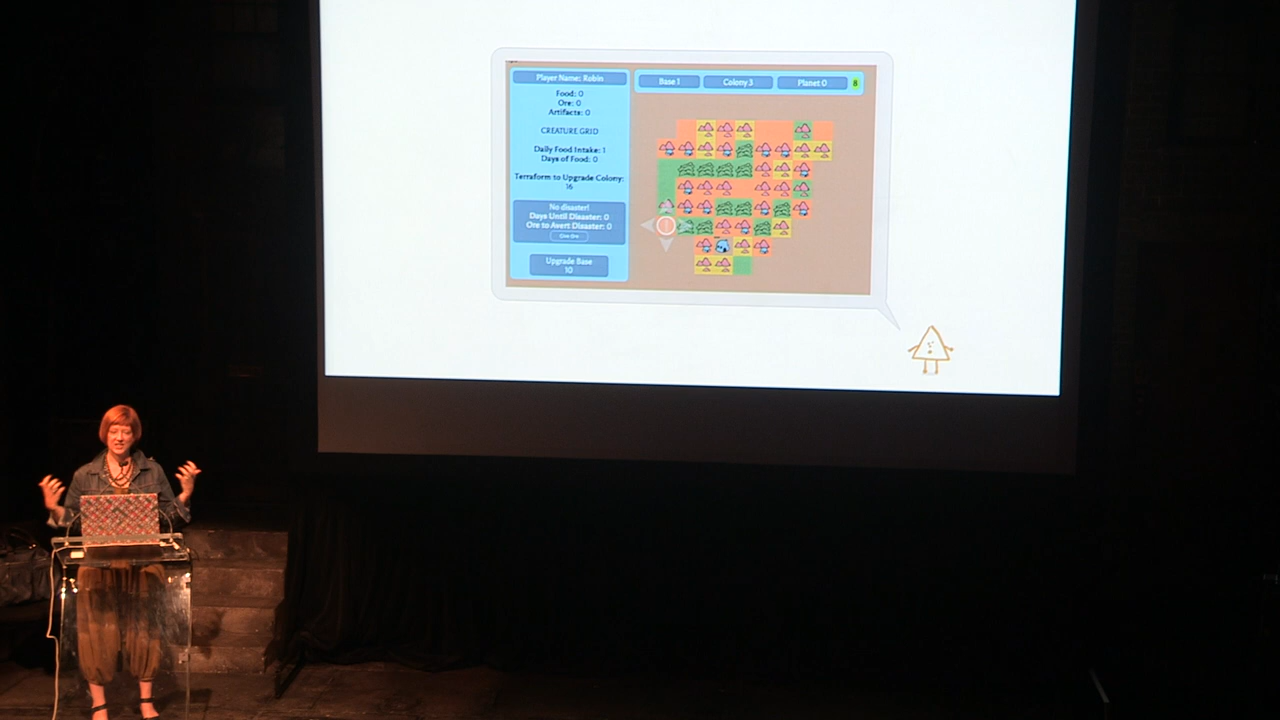 Player Name: Robin
Food: 0
Ore: 0
Artifacts: 0
CREATURE GRID
Daily Food Intake: 1
Days of Food: 0
Terraform to Upgrade Colony:
16
No disaster!
Days Until Disaster: 0
Ore to Avert Disaster: 0
Upgrade Base
10
Base 1
Colony 3
Planet 0
8